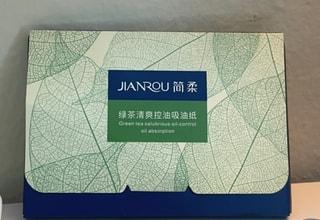 JIANROU 简柔
绿茶清爽控油吸油纸
Green tea salubrious oil-control
oil absorption